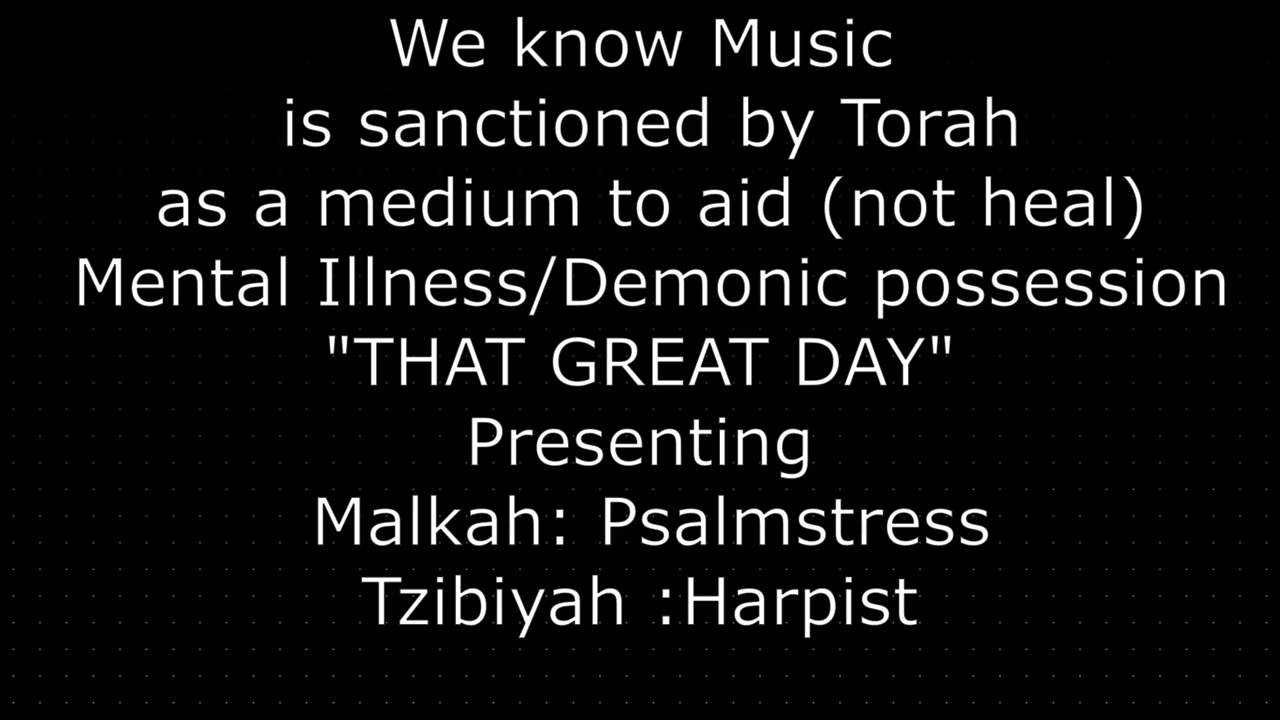 We know Music
is sanctioned by Torah
as a medium to aid (not heal)
Mental Illness/Demonic possession
"THAT GREAT DAY"
Presenting
Malkah: Psalmstress
Tzibiyah :Harpist